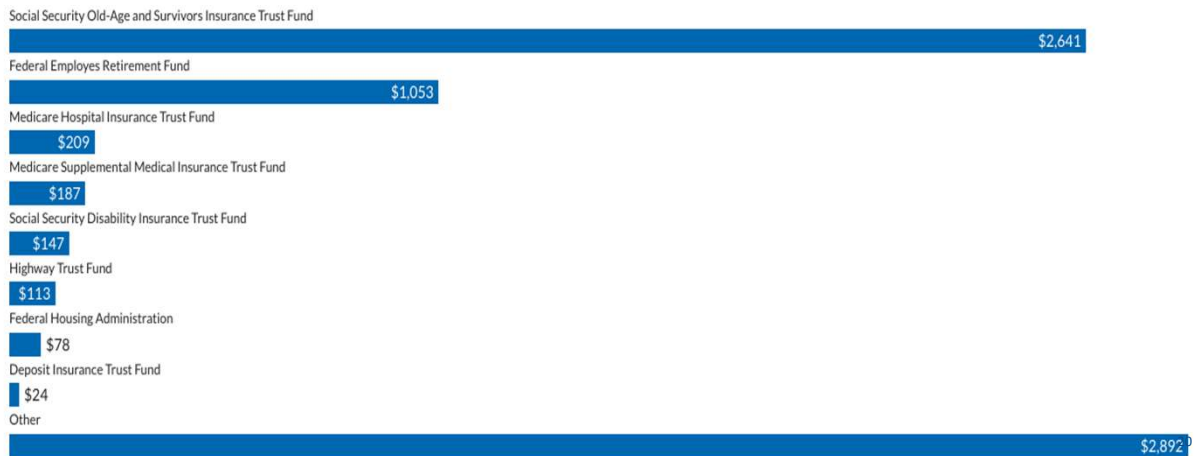 Social Security Old-Age and Survivors Insurance Trust Fund
$2,641
Federal Employes Retirement Fund
$1,053
Medicare Hospital Insurance Trust Fund
$209
Medicare Supplemental Medical Insurance Trust Fund
$187
Social Security Disability Insurance Trust Fund
$147
Highway Trust Fund
$113
Federal Housing Administration
$78
Deposit Insurance Trust Fund
$24
Other
$2,892